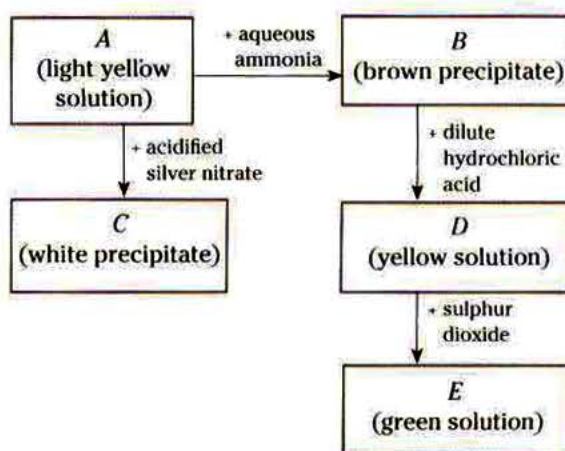 A
(light yellow
solution)
+ aqueous
ammonia
B
(brown precipitate)
+ acidified
silver nitrate
+ dilute
hydrochloric
acid
C
(white precipitate)
D
(yellow solution)
+ sulphur
dioxide
E
(green solution)